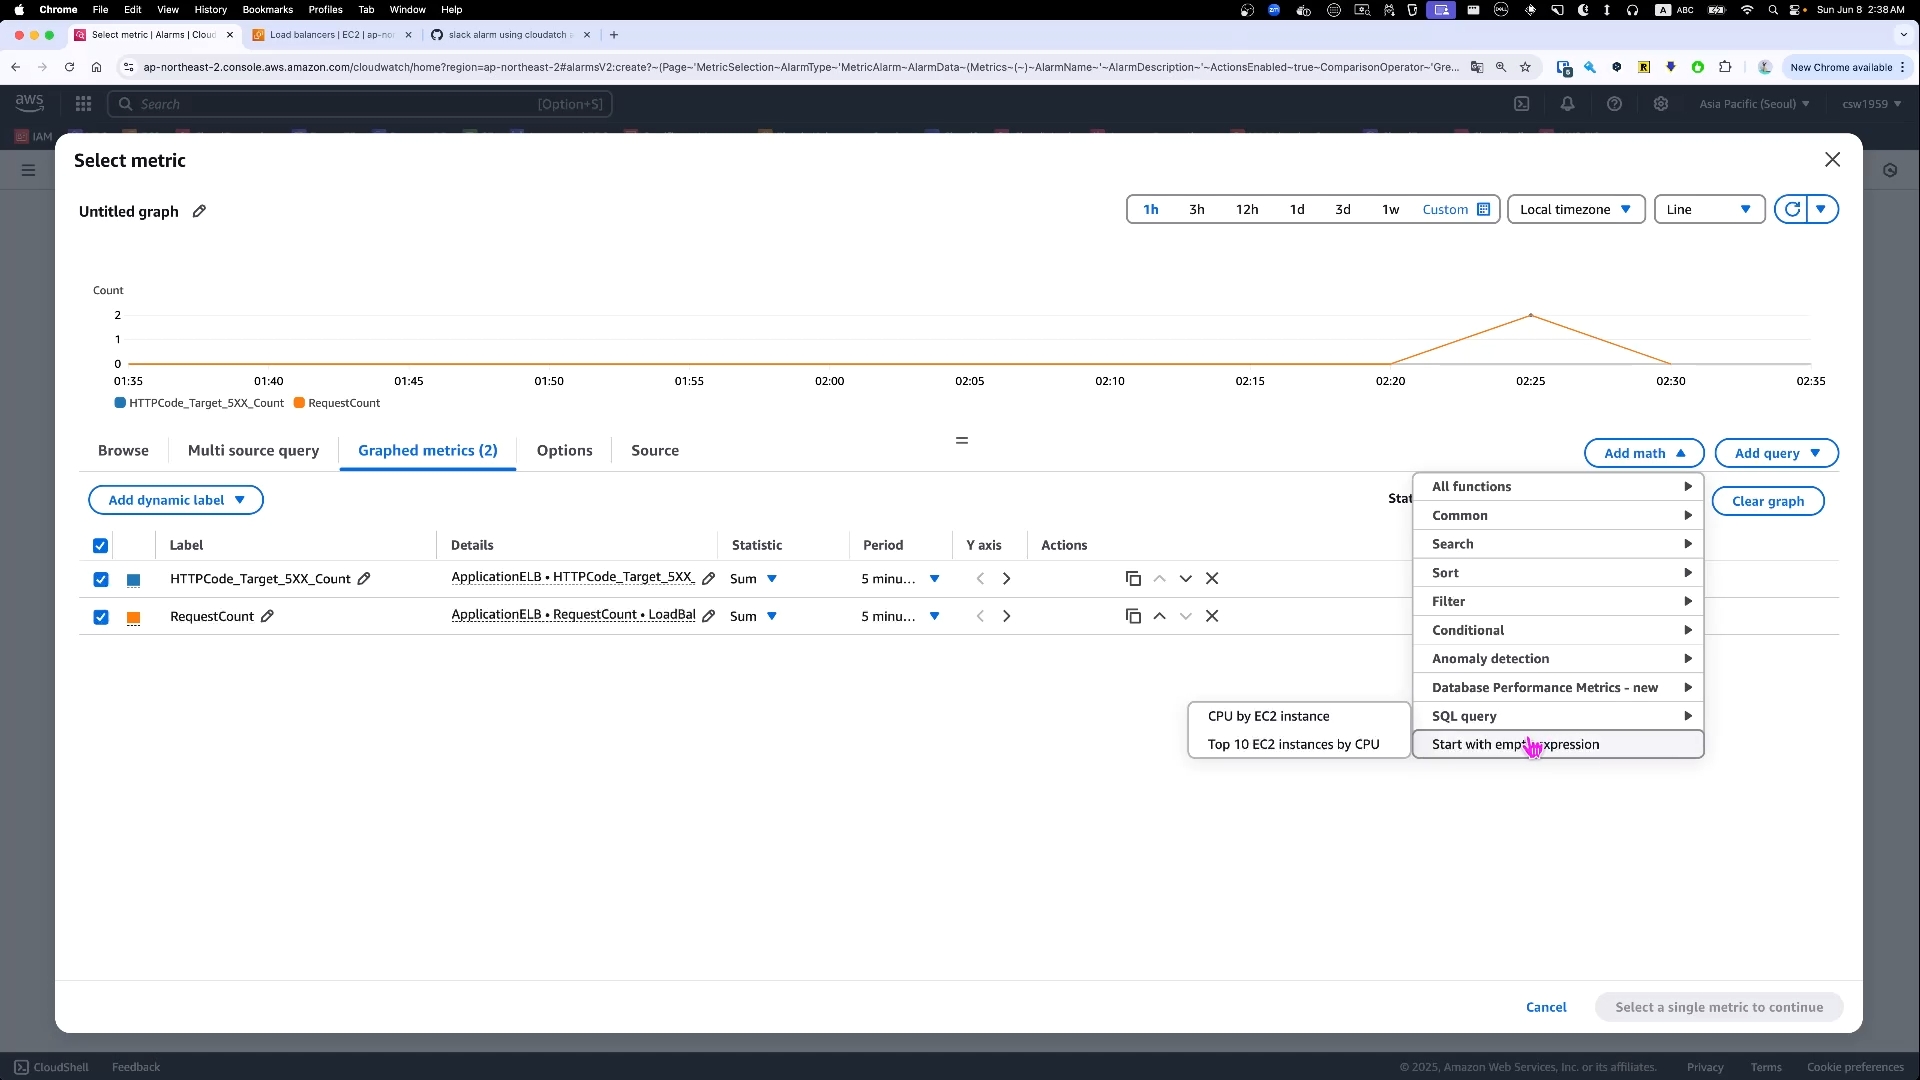 Chrome File Edit View History Bookmarks Profiles Tab Window Help ABC Sun Jun 8 2:38 AM
Select metric | Alarms | Cloud Load balancers | EC2 | ap-nor slack alarm using cloudatch
ap-northeast-2.console.aws.amazon.com/cloudwatch/home?region=ap-northeast-2#alarmsV2:create?~(Page~'MetricSelection~AlarmType~'MetricAlarm~AlarmData~(Metrics~(~)~AlarmName~'~AlarmDescription~'~ActionsEnabled~true~ComparisonOperator~'Gre... New Chrome available
aws Search [Option+S] Asia Pacific (Seoul) csw1959
IAM
Select metric
Untitled graph
1h 3h 12h 1d 3d 1w Custom Local timezone Line
Count
2
1
0
01:35 01:40 01:45 01:50 01:55 02:00 02:05 02:10 02:15 02:20 02:25 02:30 02:35
HTTPCode_Target_5XX_Count RequestCount
Browse Multi source query Graphed metrics (2) Options Source Add math Add query
Add dynamic label Stat Clear graph
Label Details Statistic Period Y axis Actions
HTTPCode_Target_5XX_Count ApplicationELB • HTTPCode_Target_5XX_ Sum 5 minu...
RequestCount ApplicationELB • RequestCount • LoadBal Sum 5 minu...
All functions
Common
Search
Sort
Filter
Conditional
Anomaly detection
Database Performance Metrics - new
SQL query
Start with empty expression
CPU by EC2 instance
Top 10 EC2 instances by CPU
Cancel Select a single metric to continue
CloudShell Feedback © 2025, Amazon Web Services, Inc. or its affiliates. Privacy Terms Cookie preferences